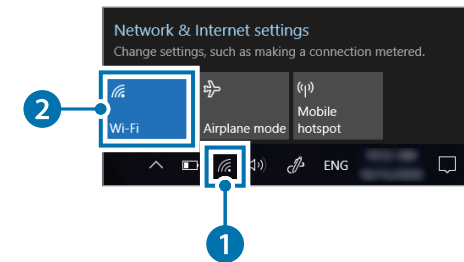 Network & Internet settings
Change settings, such as making a connection metered.
2
Wi-Fi
Airplane mode
Mobile
hotspot
ENG
1